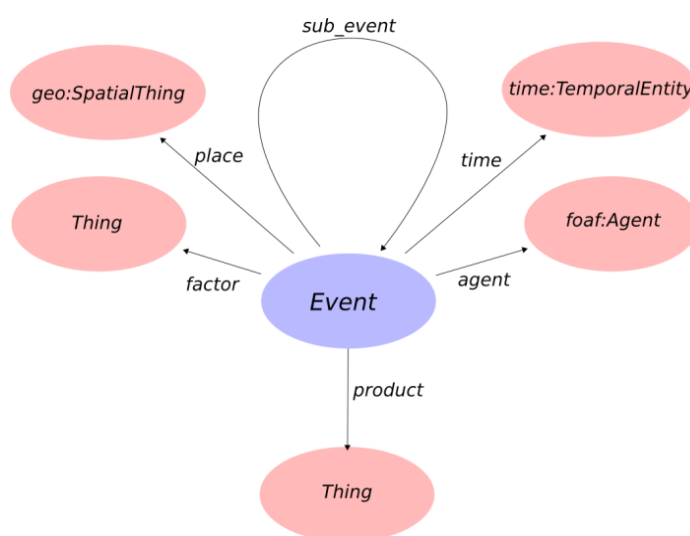 sub_event
geo:SpatialThing
time:TemporalEntity
place
time
Thing
foaf:Agent
factor
agent
Event
product
Thing